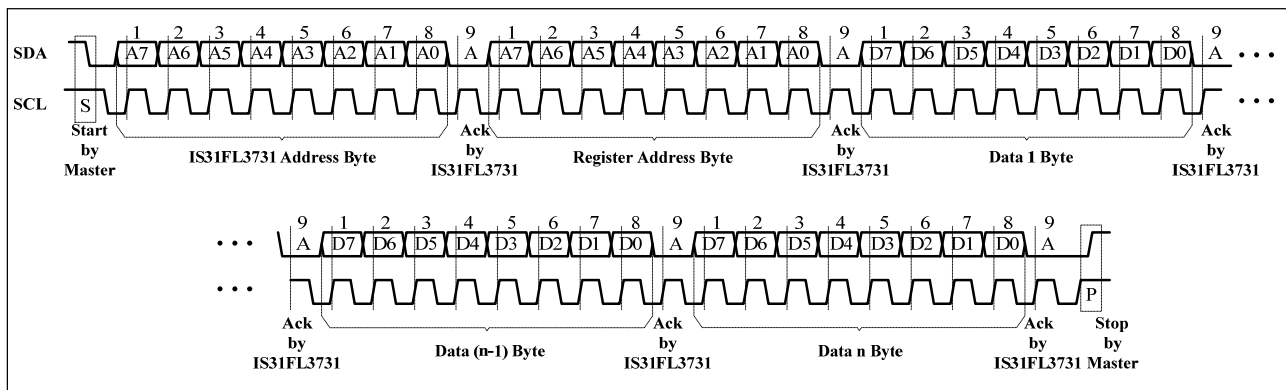 1 2 3 4 5 6 7 8 9 1 2 3 4 5 6 7 8 9 1 2 3 4 5 6 7 8 9
SDA A7 A6 A5 A4 A3 A2 A1 A0 A A7 A6 A5 A4 A3 A2 A1 A0 A D7 D6 D5 D4 D3 D2 D1 D0 A
SCL S
Start by Master
IS31FL3731 Address Byte
Ack by IS31FL3731
Register Address Byte
Ack by IS31FL3731
Data 1 Byte
Ack by IS31FL3731
9 1 2 3 4 5 6 7 8 9 1 2 3 4 5 6 7 8 9
A D7 D6 D5 D4 D3 D2 D1 D0 A D7 D6 D5 D4 D3 D2 D1 D0 A
P
Ack by IS31FL3731
Data (n-1) Byte
Ack by IS31FL3731
Data n Byte
Ack by IS31FL3731
Stop by Master